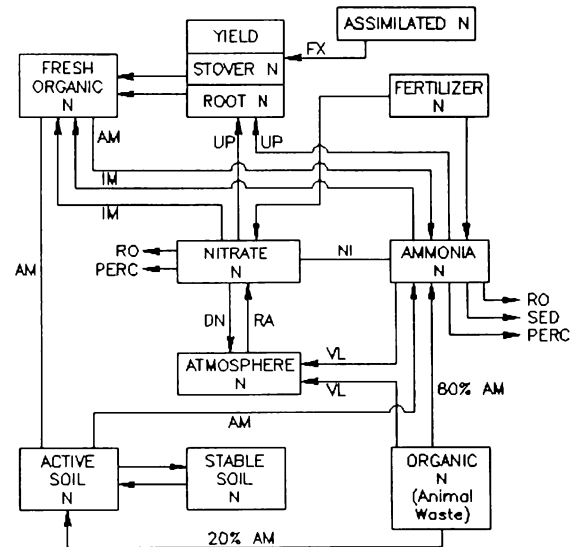 ASSIMILATED N
YIELD
STOVER N
ROOT N
FX
FRESH
ORGANIC
N
FERTILIZER
N
AM
UP
UP
IM
IM
AM
RO
PERC
NITRATE
N
NI
AMMONIA
N
RO
SED
PERC
DN
RA
ATMOSPHERE
N
VL
VL
80% AM
AM
ACTIVE
SOIL
N
STABLE
SOIL
N
ORGANIC
N
(Animal
Waste)
20% AM